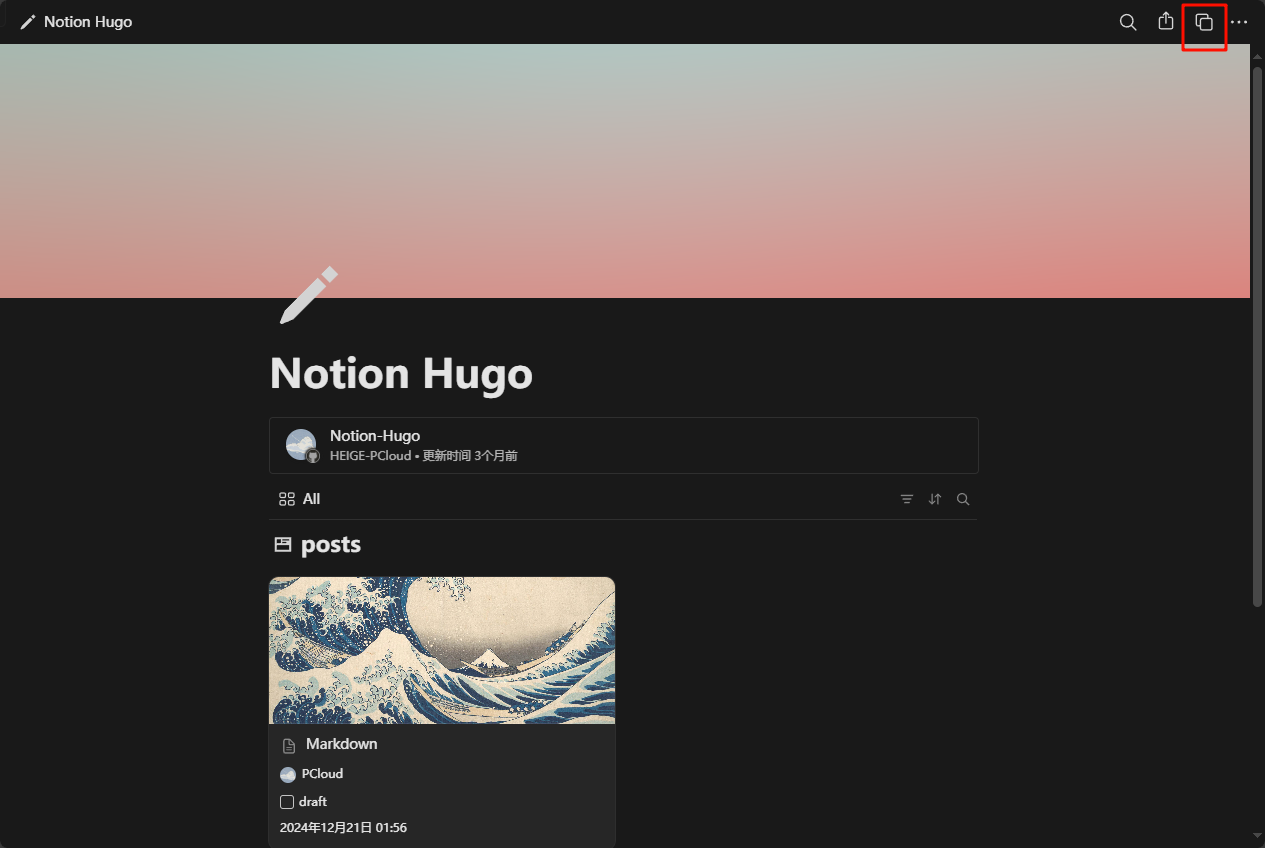 Notion Hugo
Notion Hugo
Notion-Hugo
HEIGE-PCloud • 更新时间 3个月前
All
posts
Markdown
PCloud
draft
2024年12月21日 01:56